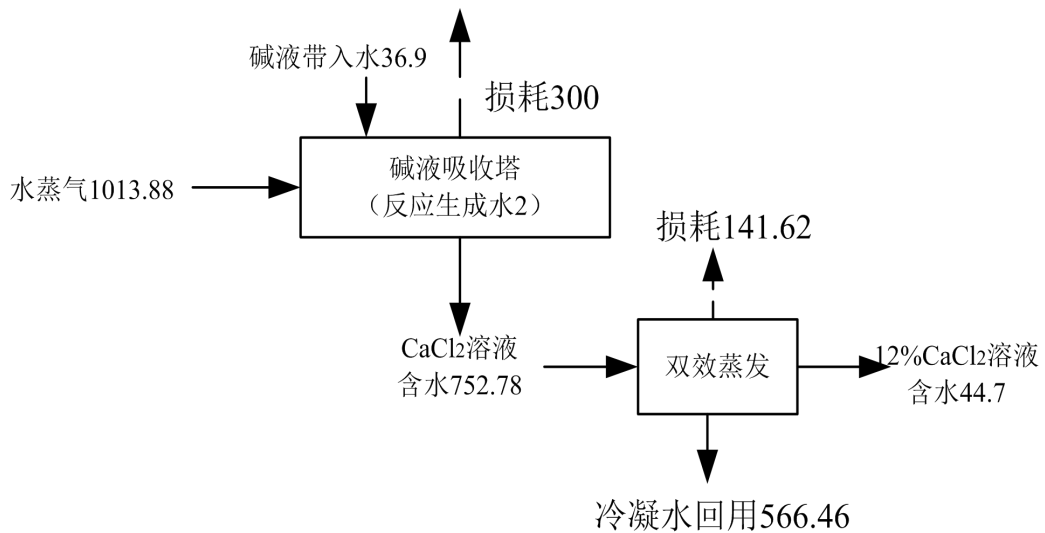 碱液带入水36.9
损耗300
水蒸气1013.88
碱液吸收塔
（反应生成水2）
损耗141.62
CaCl2溶液
含水752.78
双效蒸发
12%CaCl2溶液
含水44.7
冷凝水回用566.46